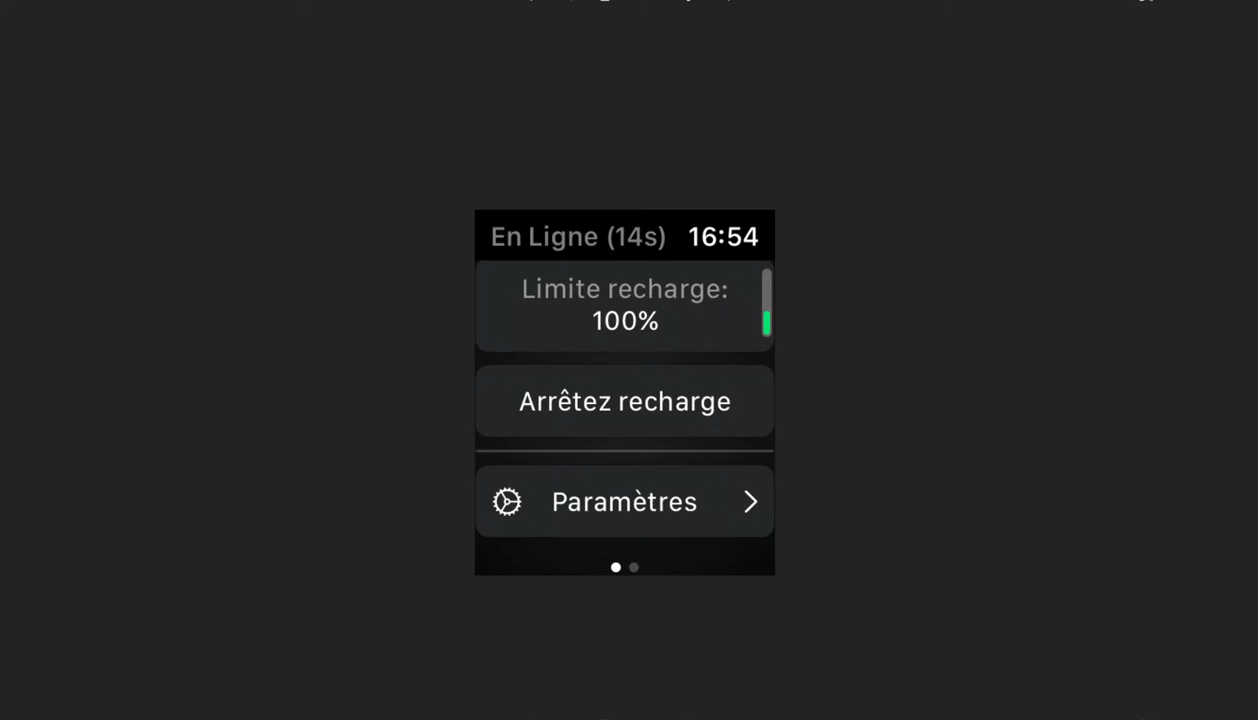 En Ligne (14s) 16:54
Limite recharge:
100%
Arrêtez recharge
Paramètres